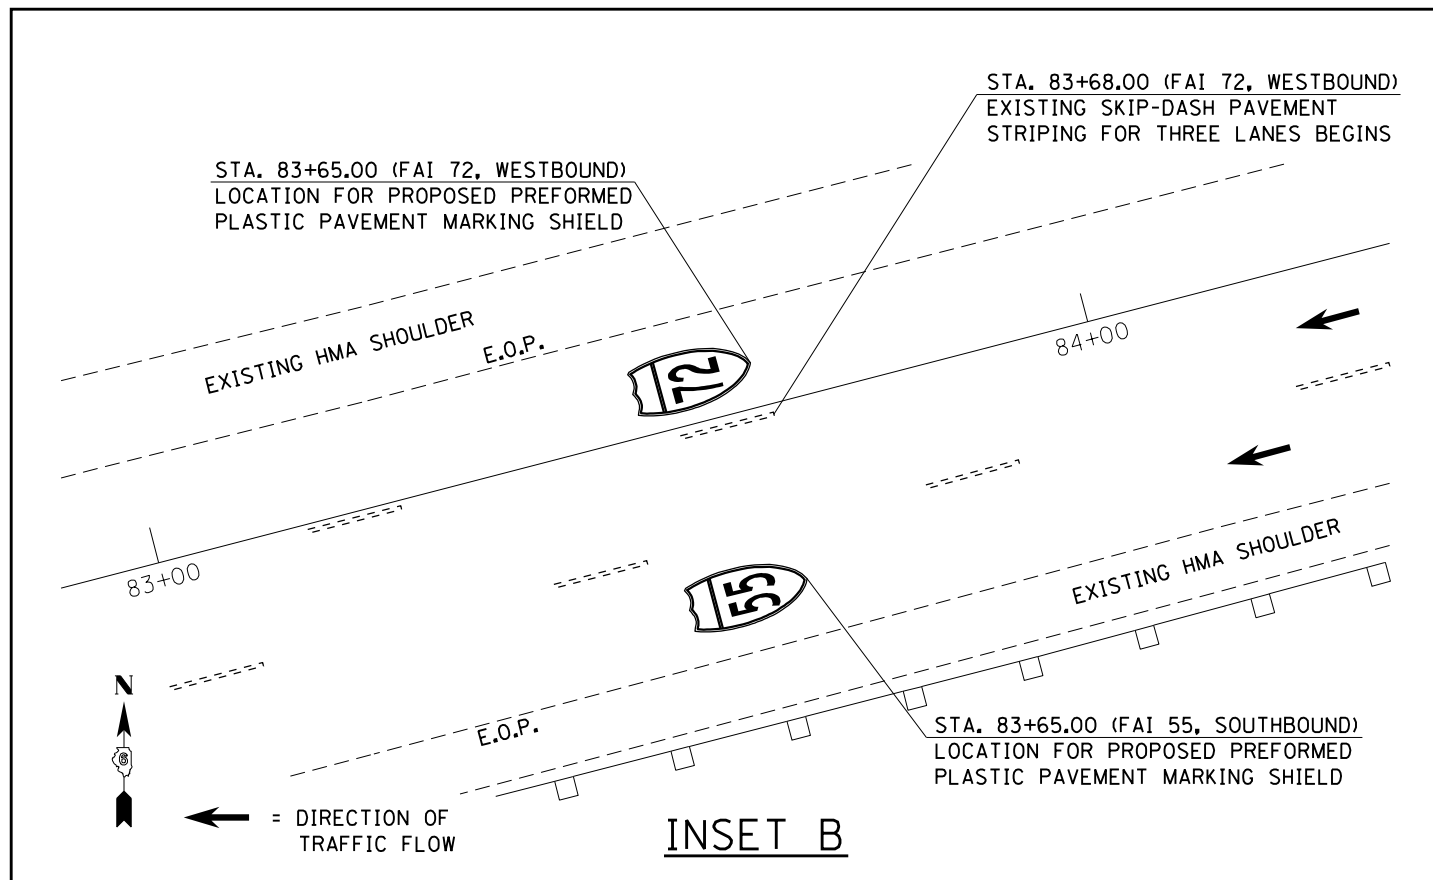 STA. 83+68.00 (FAI 72, WESTBOUND)
EXISTING SKIP-DASH PAVEMENT
STRIPING FOR THREE LANES BEGINS
STA. 83+65.00 (FAI 72, WESTBOUND)
LOCATION FOR PROPOSED PREFORMED
PLASTIC PAVEMENT MARKING SHIELD
EXISTING HMA SHOULDER
E.O.P.
84+00
72
83+00
55
EXISTING HMA SHOULDER
E.O.P.
N
6
STA. 83+65.00 (FAI 55, SOUTHBOUND)
LOCATION FOR PROPOSED PREFORMED
PLASTIC PAVEMENT MARKING SHIELD
= DIRECTION OF
TRAFFIC FLOW
INSET B